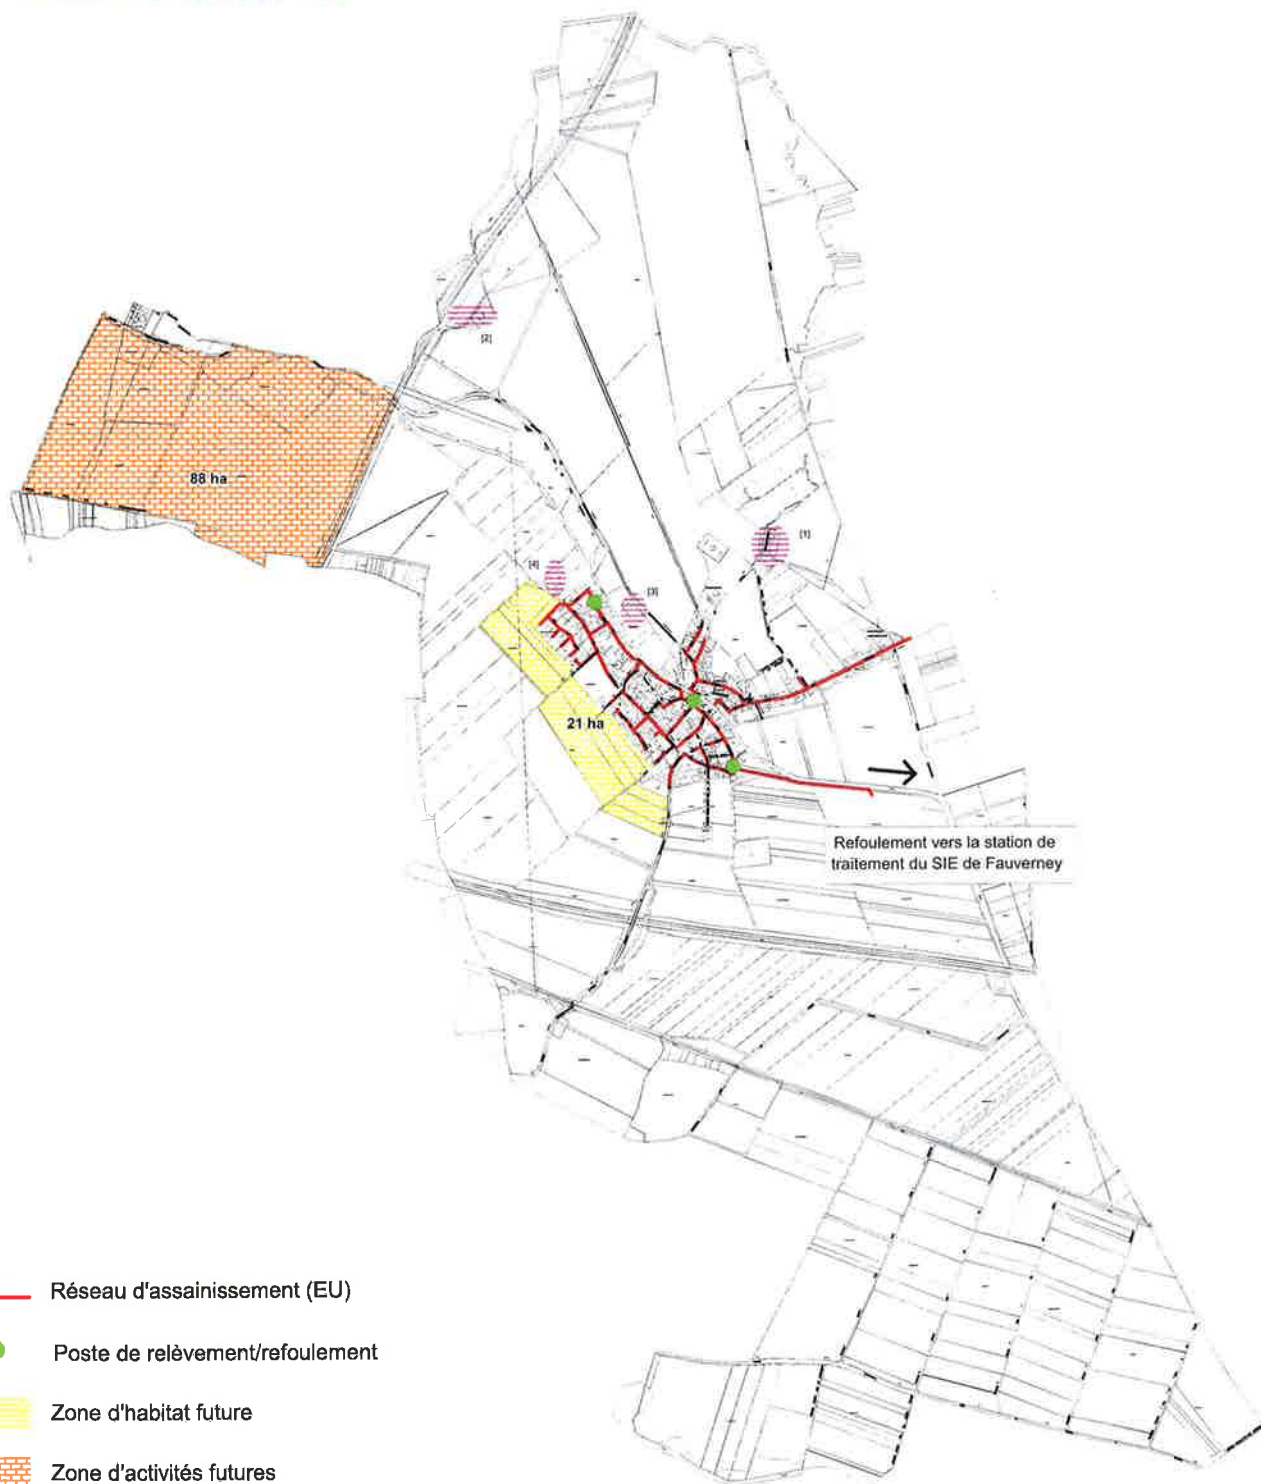 [2]
88 ha
[1]
[4]
[3]
21 ha
Refoulement vers la station de
traitement du SIE de Fauverney
Réseau d'assainissement (EU)
Poste de relèvement/refoulement
Zone d'habitat future
Zone d'activités futures